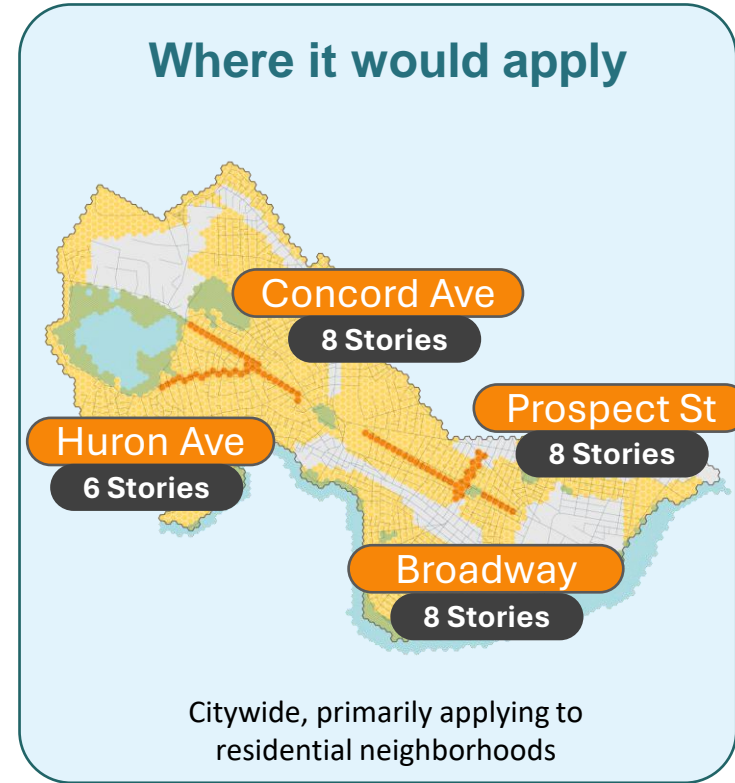 Where it would apply
Concord Ave
8 Stories
Prospect St
8 Stories
Huron Ave
6 Stories
Broadway
8 Stories
Citywide, primarily applying to
residential neighborhoods